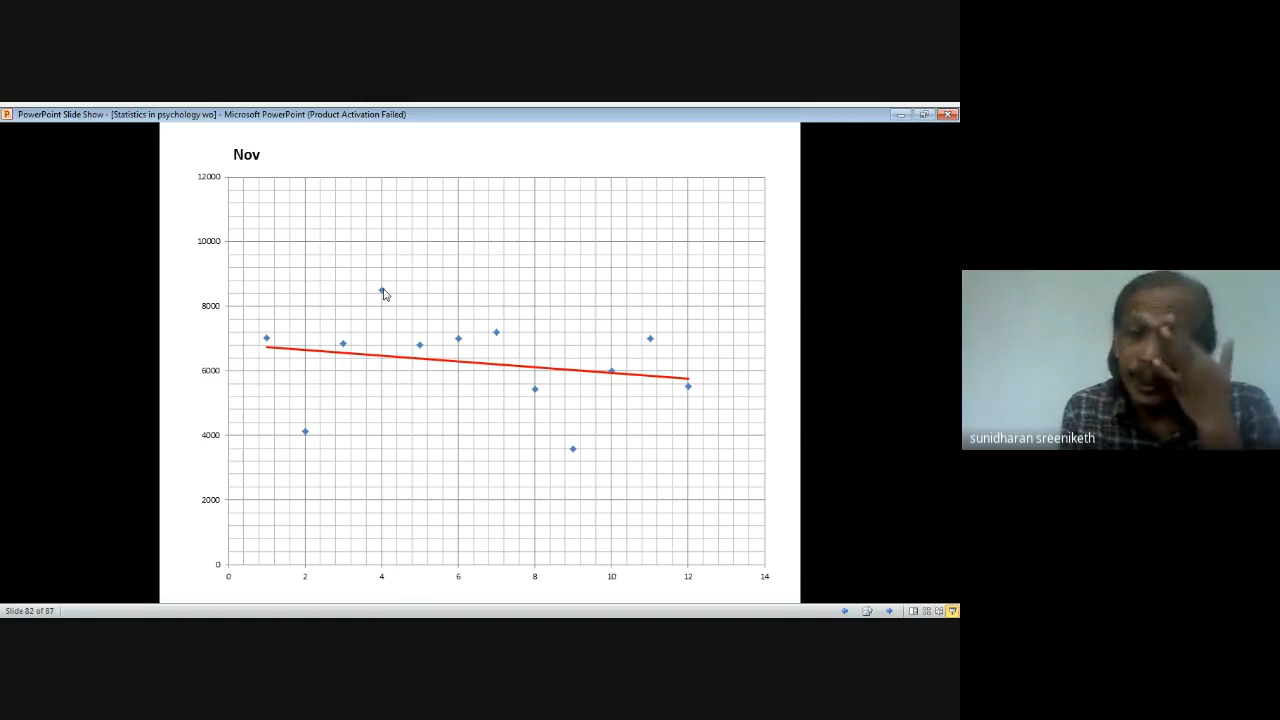 PowerPoint Slide Show - [Statistics in psychology wo] - Microsoft PowerPoint (Product Activation Failed)
Nov
12000
10000
8000
6000
4000
2000
0
0 2 4 6 8 10 12 14
sunidharan sreeniketh
Slide 82 of 87